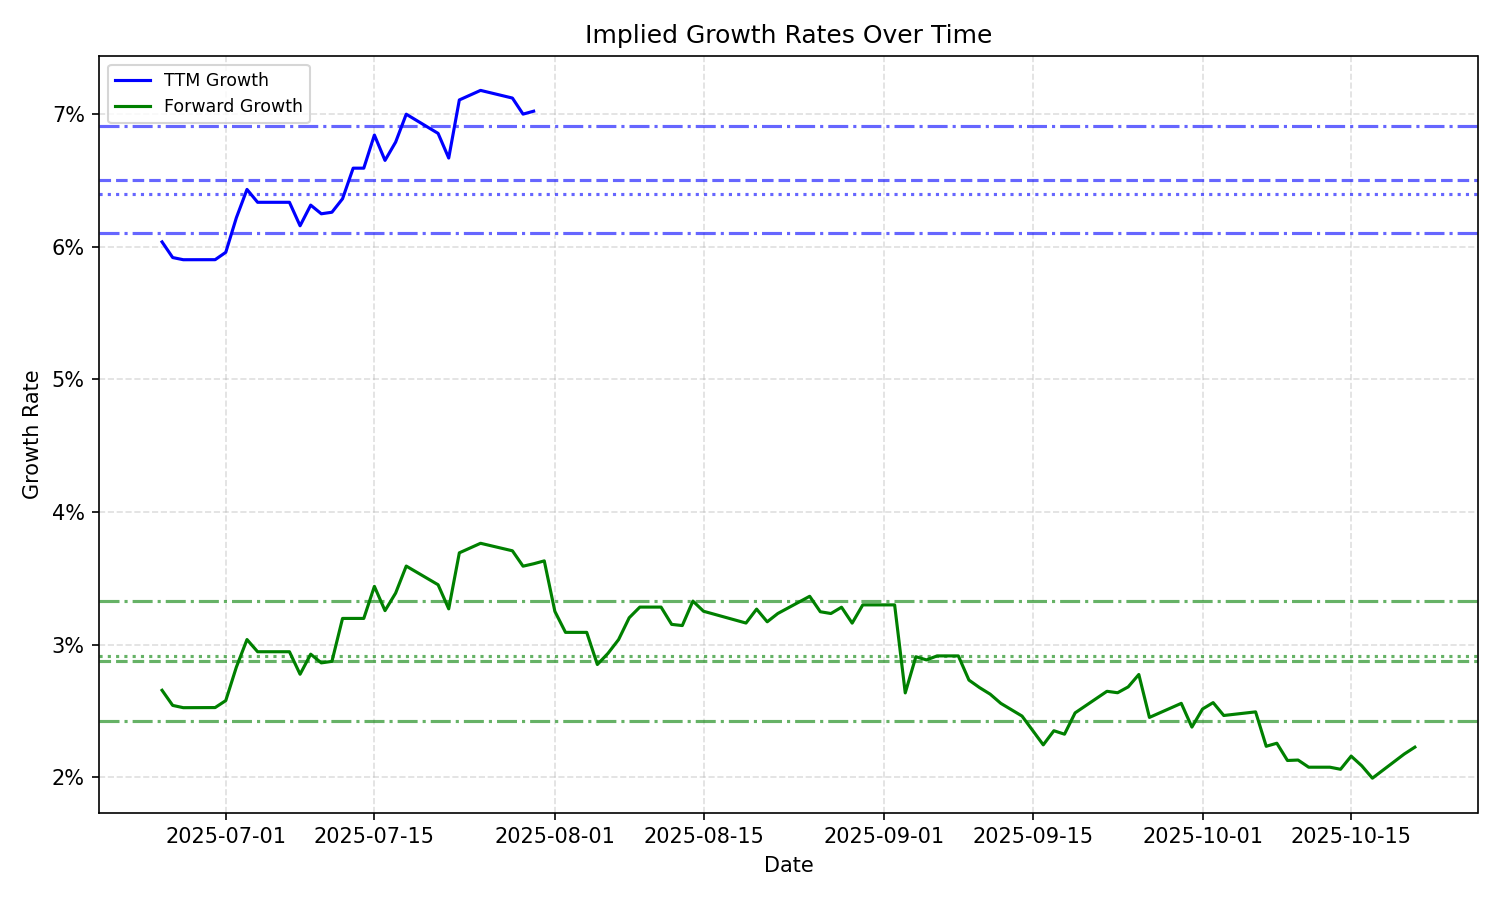 Implied Growth Rates Over Time
TTM Growth
Forward Growth
7%
6%
5%
4%
3%
2%
Growth Rate
2025-07-01 2025-07-15 2025-08-01 2025-08-15 2025-09-01 2025-09-15 2025-10-01 2025-10-15
Date